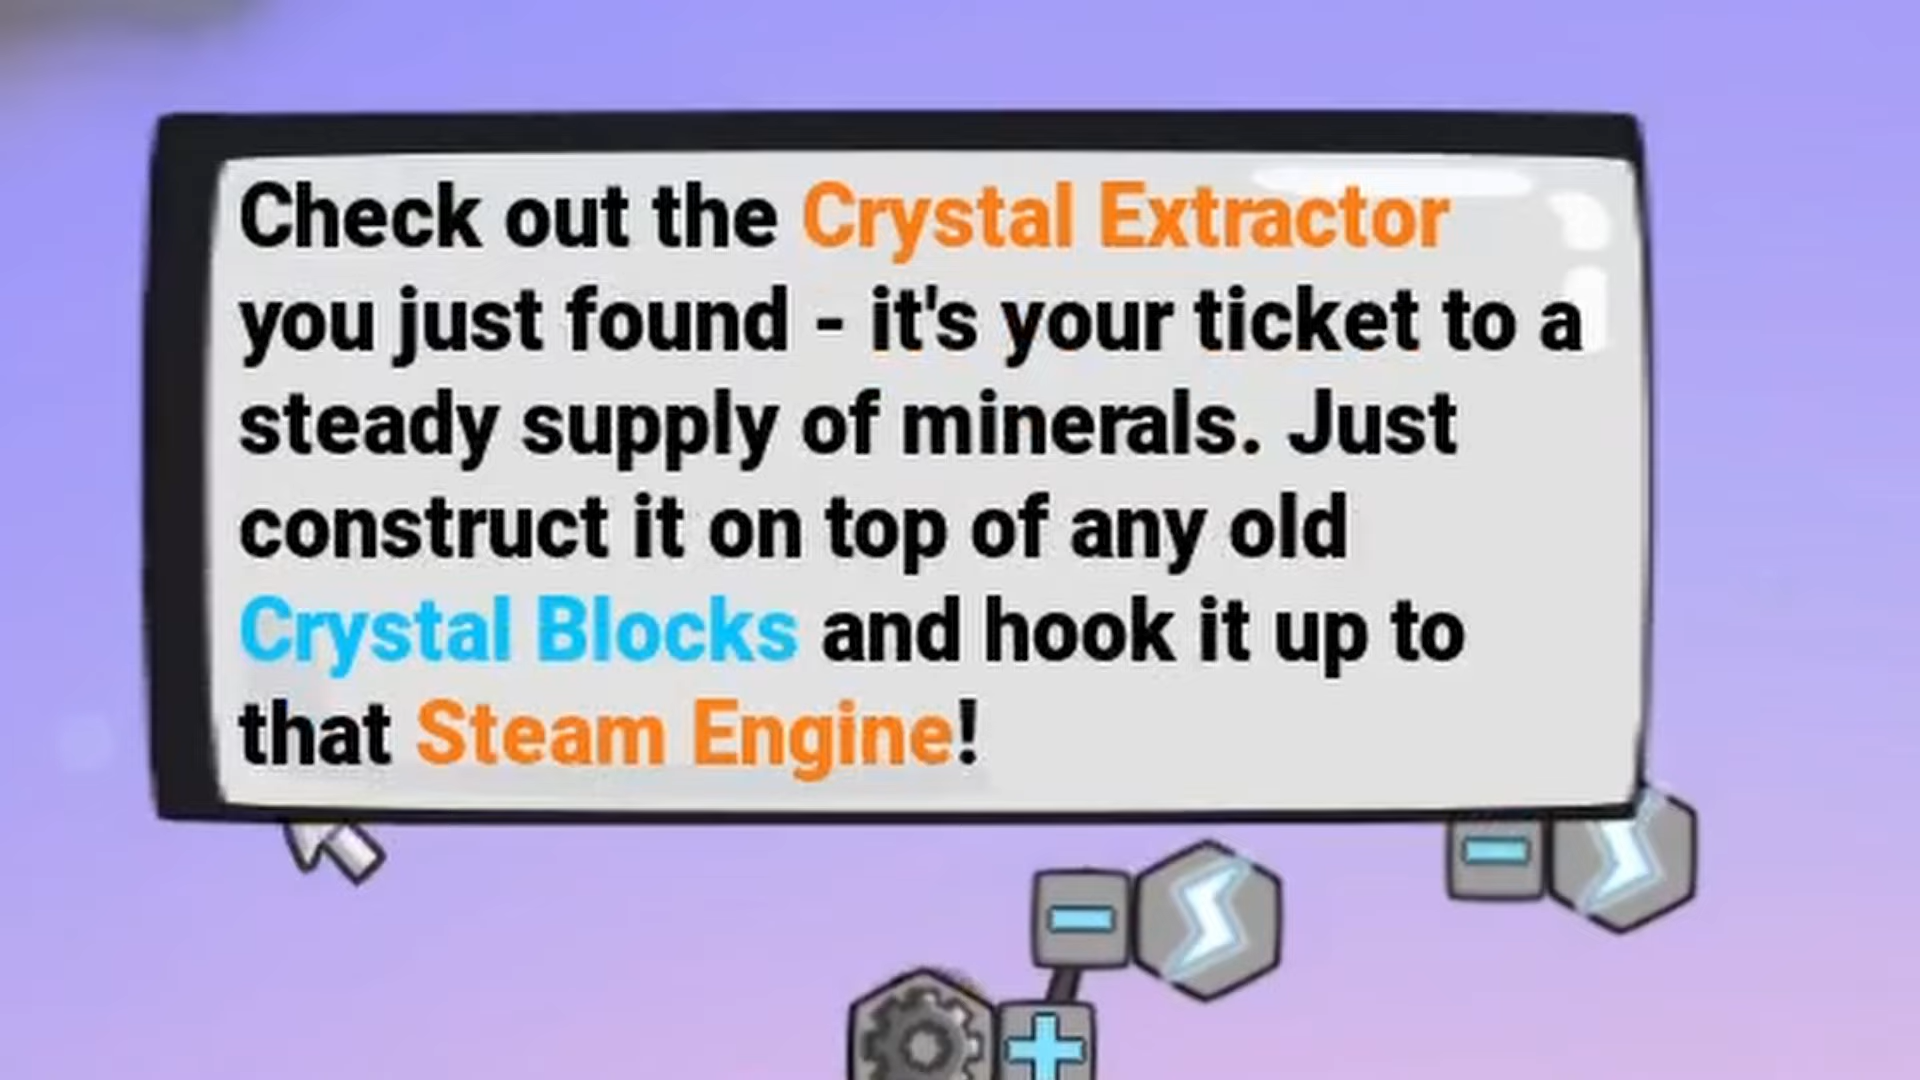 Check out the Crystal Extractor
you just found - it's your ticket to a
steady supply of minerals. Just
construct it on top of any old
Crystal Blocks and hook it up to
that Steam Engine!